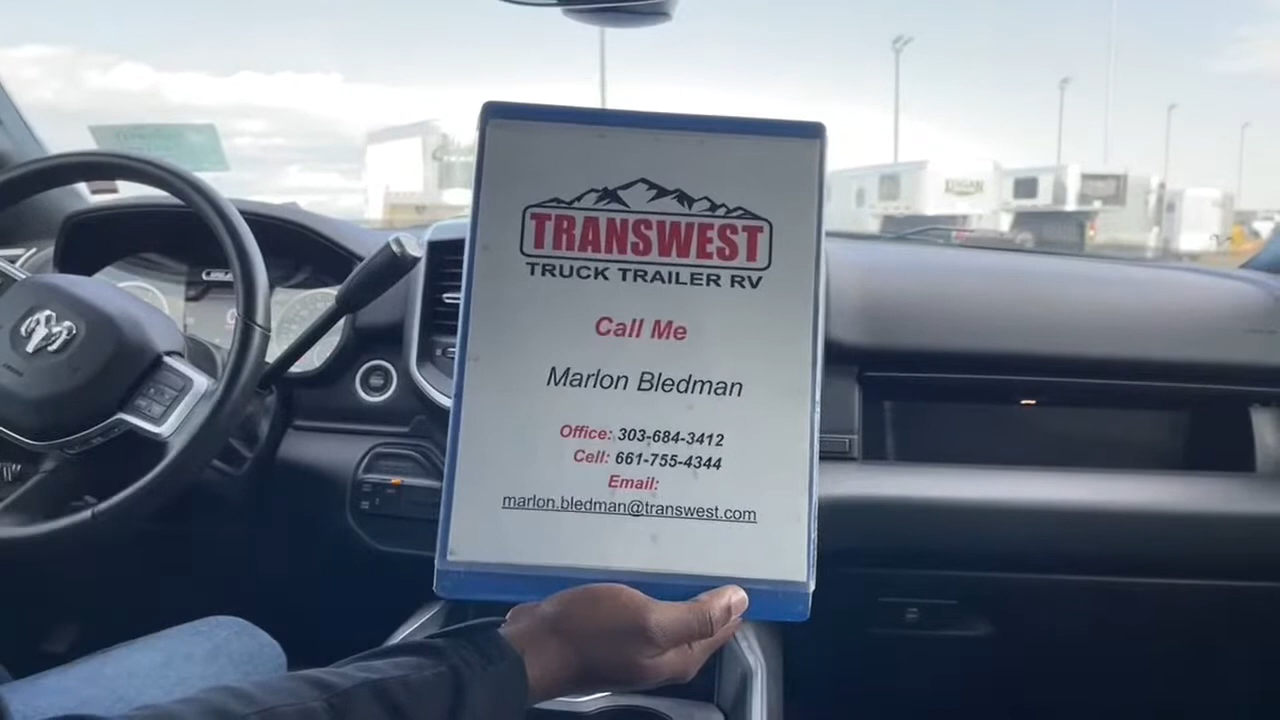 TRANSWEST
TRUCK TRAILER RV
Call Me
Marlon Bledman
Office: 303-684-3412
Cell: 661-755-4344
Email:
marlon.bledman@transwest.com